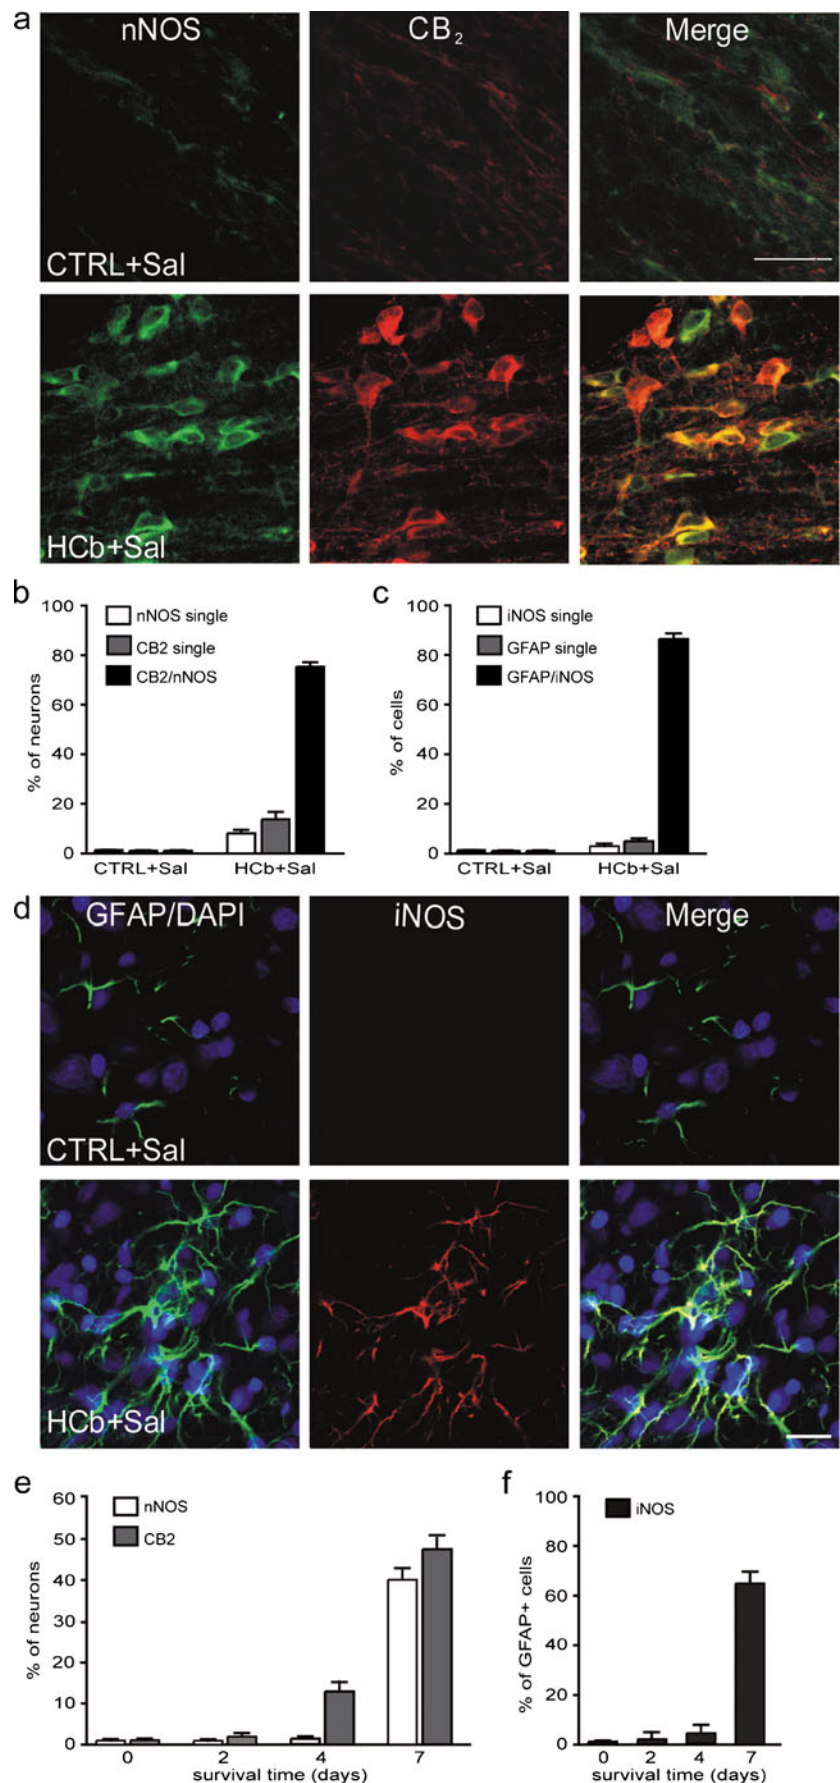 a
nNOS
CB2
Merge
CTRL+Sal
HCb+Sal
b
100
80
60
40
20
0
% of neurons
nNOS single
CB2 single
CB2/nNOS
CTRL+Sal
HCb+Sal
c
100
80
60
40
20
0
% of cells
iNOS single
GFAP single
GFAP/iNOS
CTRL+Sal
HCb+Sal
d
GFAP/DAPI
iNOS
Merge
CTRL+Sal
HCb+Sal
e
60
50
40
30
20
10
0
% of neurons
nNOS
CB2
0 2 4 7
survival time (days)
f
100
80
60
40
20
0
% of GFAP+ cells
iNOS
0 2 4 7
survival time (days)